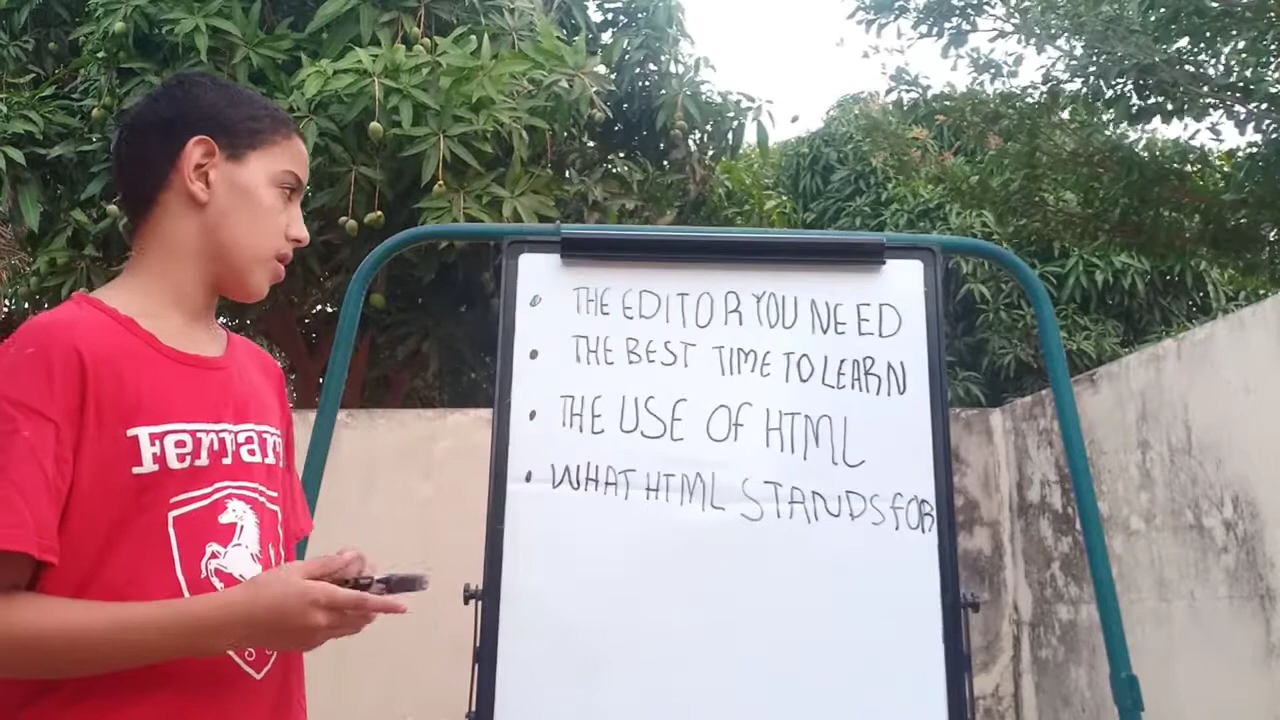 • THE EDITOR YOU NEED
• THE BEST TIME TO LEARN
• THE USE OF HTML
• WHAT HTML STANDS FOR
Ferrari
S